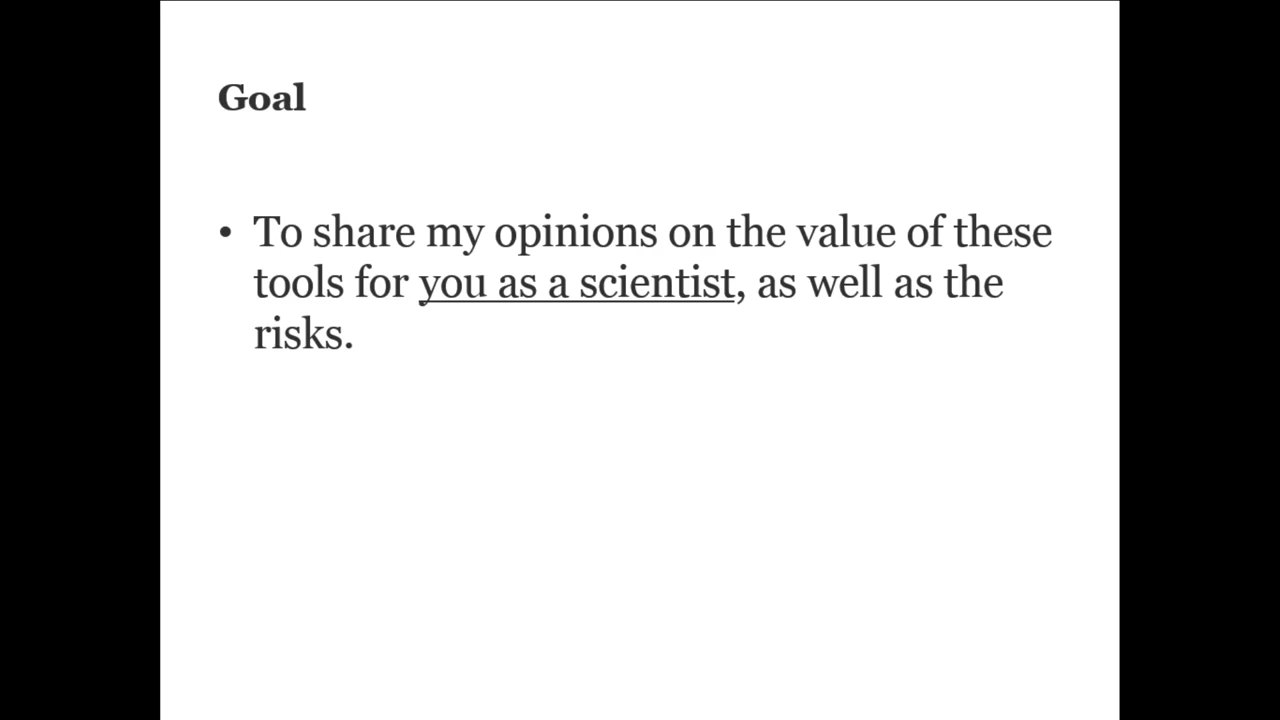 Goal
• To share my opinions on the value of these
tools for you as a scientist, as well as the
risks.